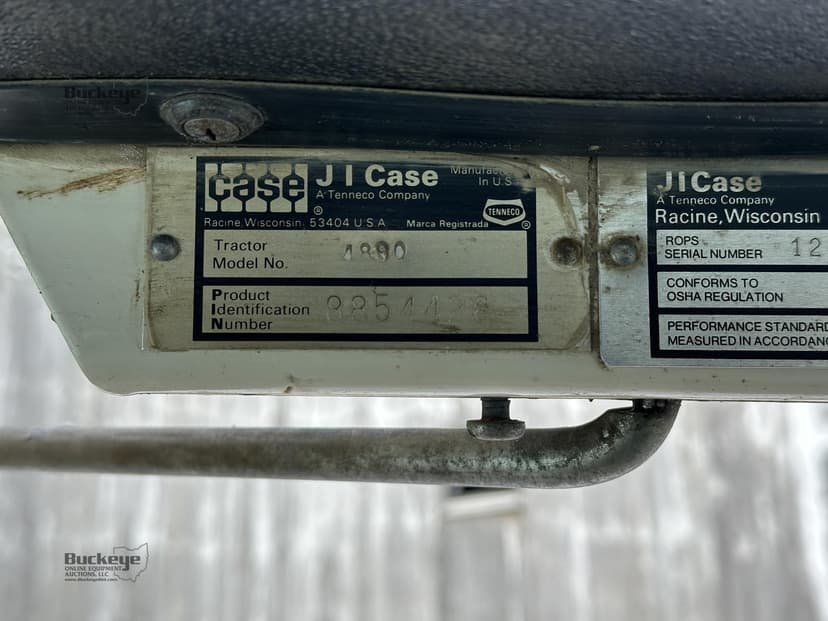 Buckeye
case
J I Case
A Tenneco Company
Manufac
In U.S
Racine, Wisconsin 53404 U S A
Marca Registrada
TENNECO
®
®
Tractor
Model No.
4890
Product
Identification
Number
J I Case
A Tenneco Company
Racine, Wisconsin
ROPS
SERIAL NUMBER 12
CONFORMS TO
OSHA REGULATION
PERFORMANCE STANDARD
MEASURED IN ACCORDANC
Buckeye
ONLINE EQUIPMENT
AUCTIONS, LLC